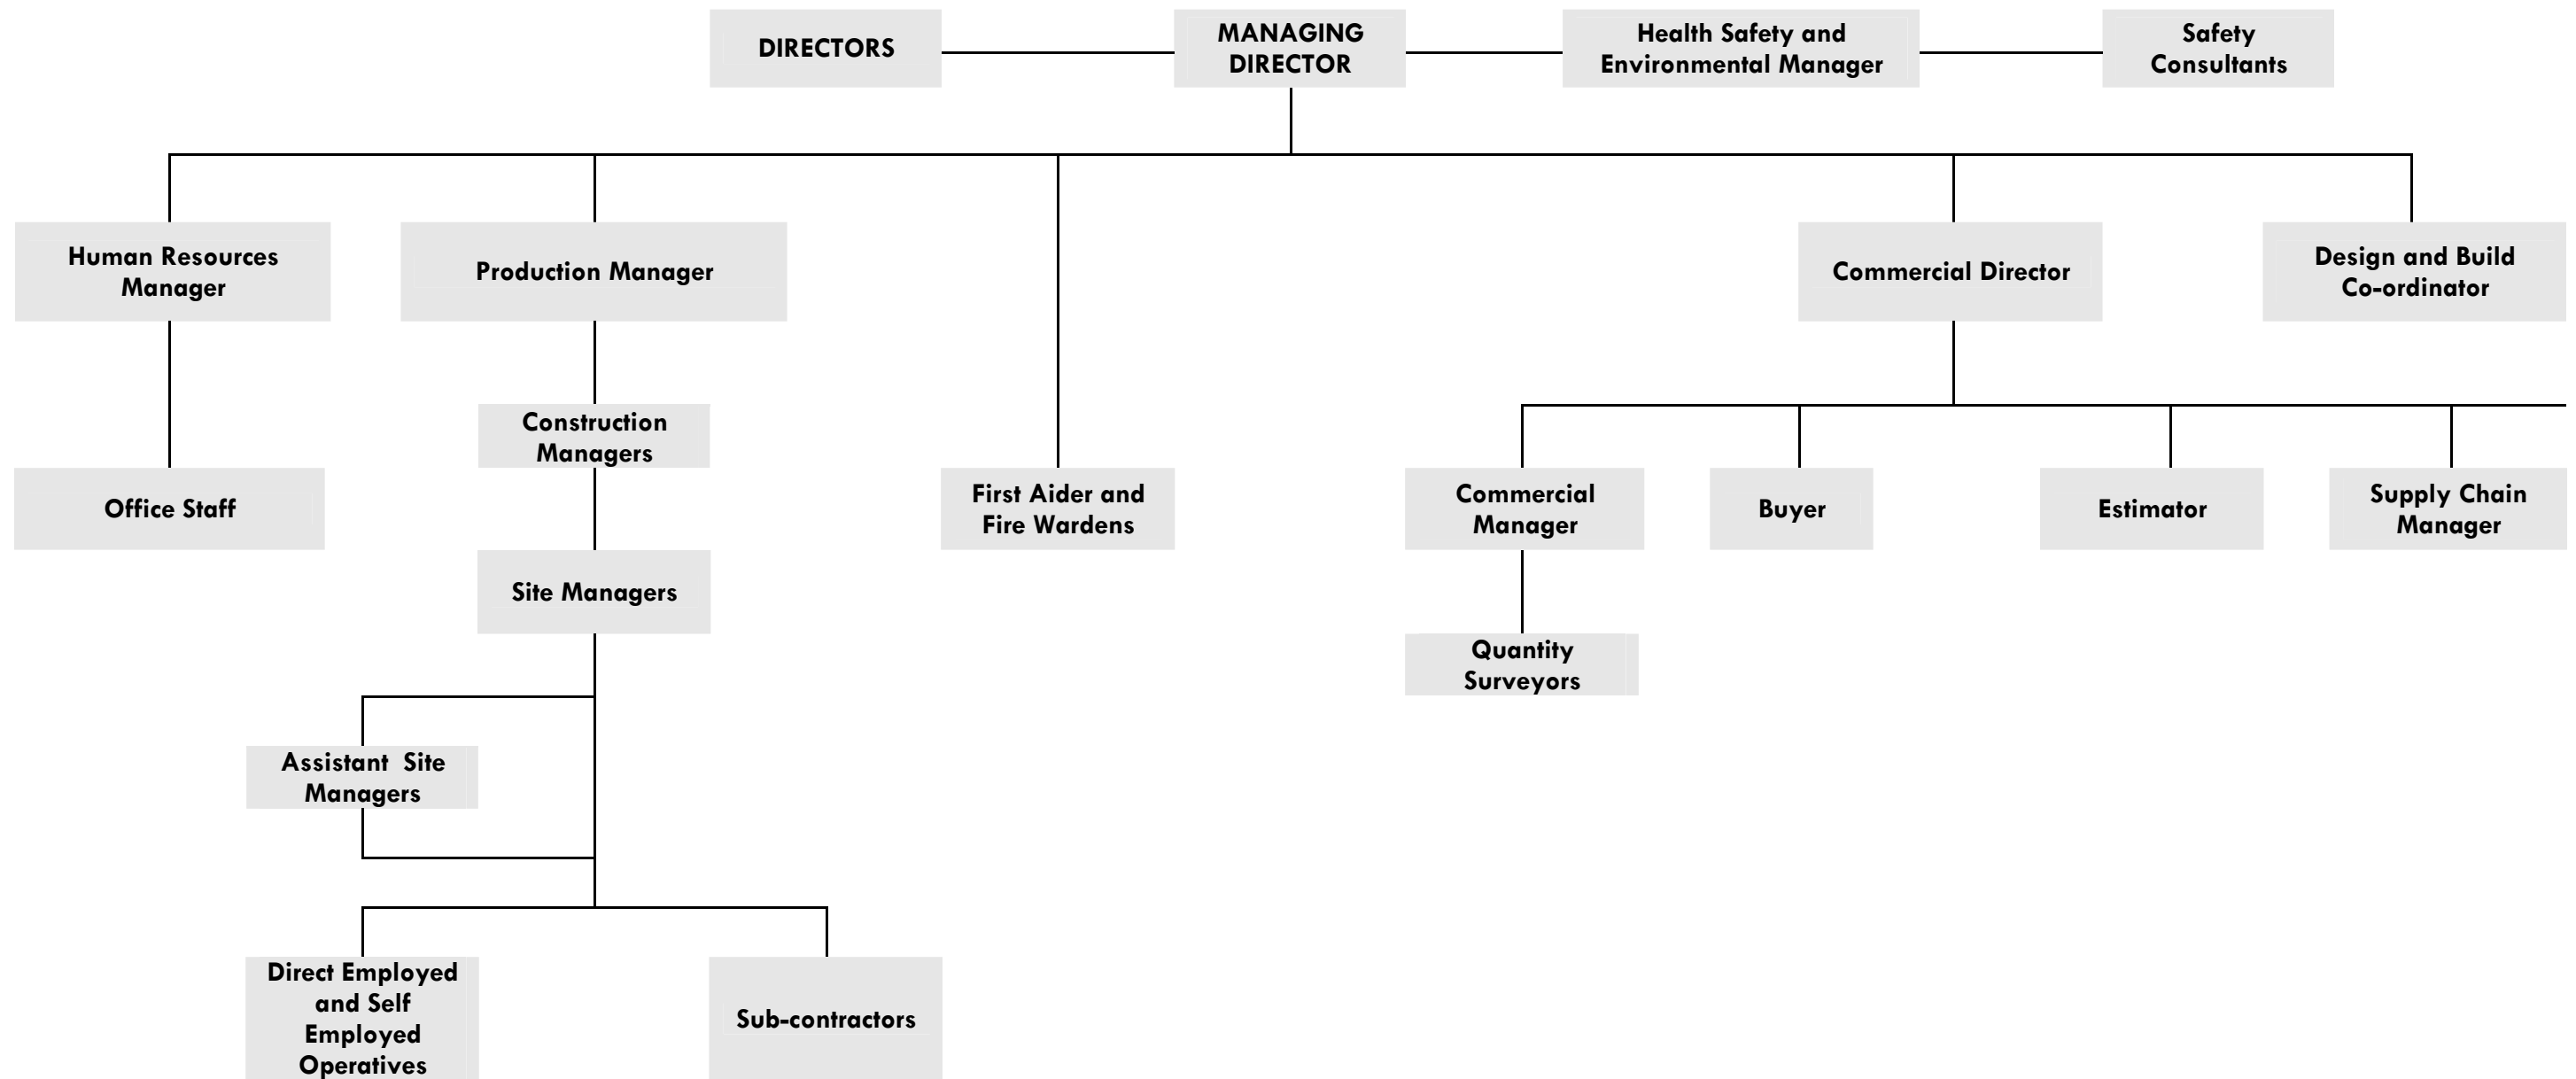 DIRECTORS
MANAGING
DIRECTOR
Health Safety and
Environmental Manager
Safety
Consultants
Human Resources
Manager
Production Manager
Commercial Director
Design and Build
Co-ordinator
Construction
Managers
Office Staff
First Aider and
Fire Wardens
Commercial
Manager
Buyer
Estimator
Supply Chain
Manager
Site Managers
Quantity
Surveyors
Assistant  Site
Managers
Direct Employed
and Self
Employed
Operatives
Sub-contractors